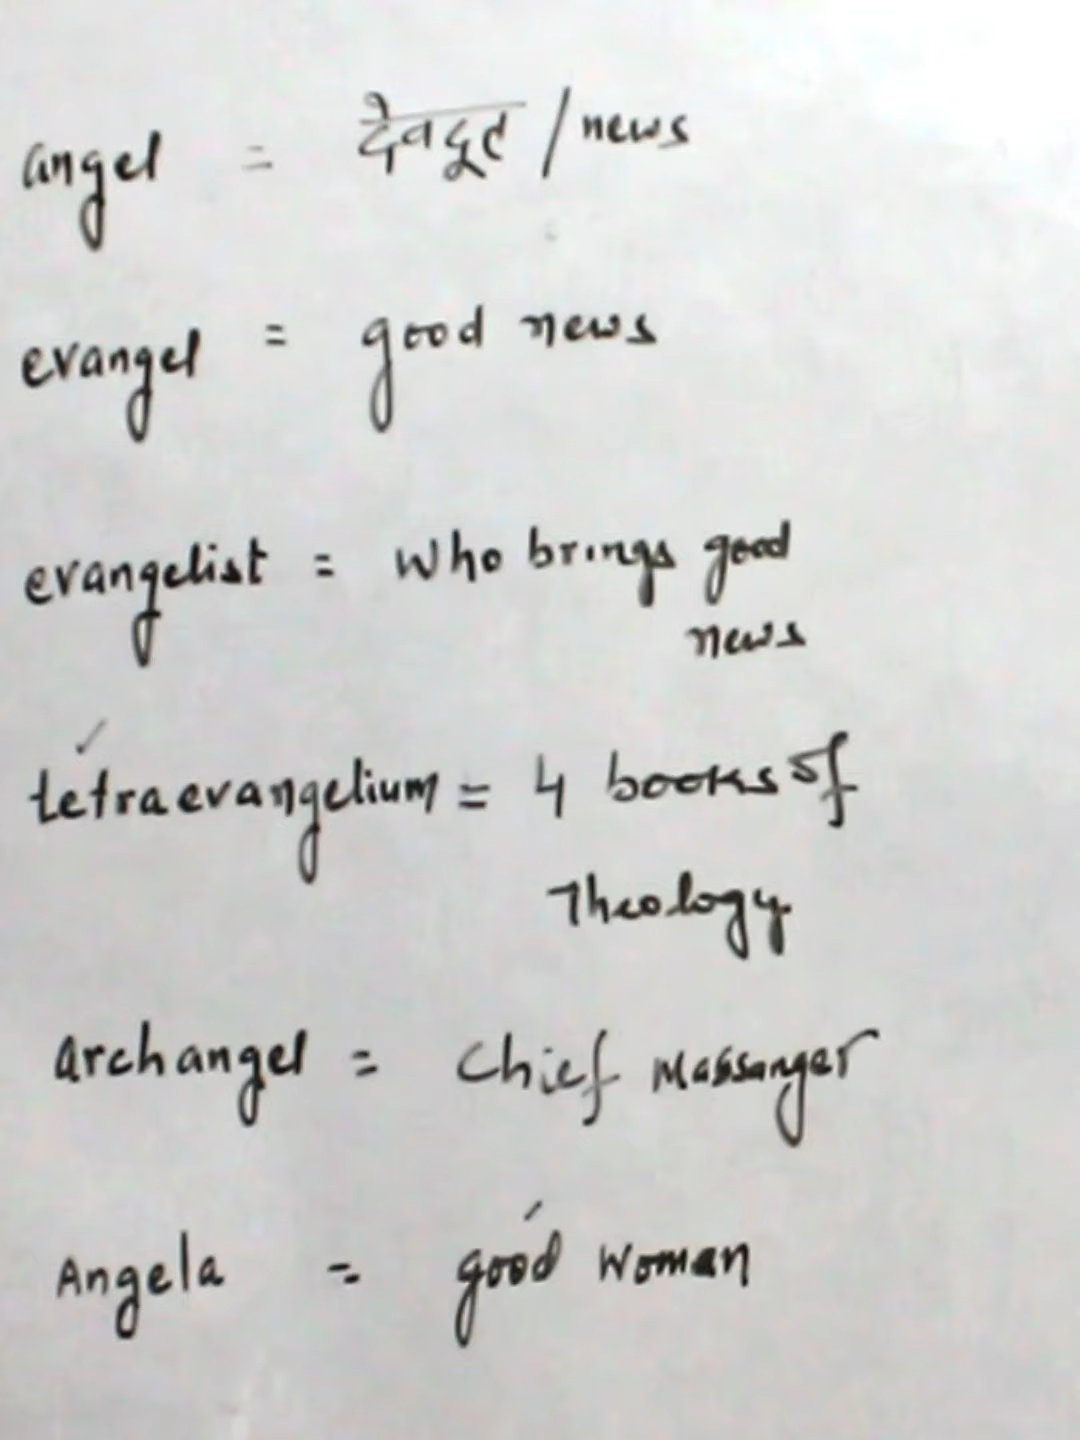 angel = देवदूत / news
evangel = good news
evangelist = who brings good
news
tetraevangelium = 4 books of
Theology
Archangel = Chief Massanger
Angela = good woman